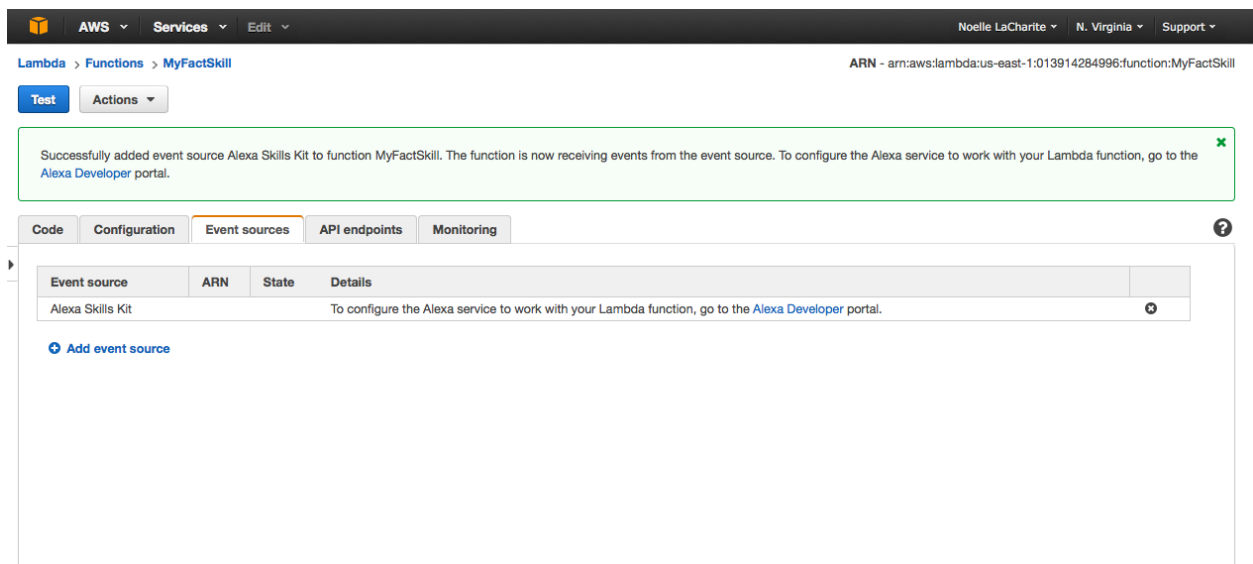 AWS Services Edit Noelle LaCharite N. Virginia Support
Lambda > Functions > MyFactSkill ARN - arn:aws:lambda:us-east-1:013914284996:function:MyFactSkill
Test Actions
Successfully added event source Alexa Skills Kit to function MyFactSkill. The function is now receiving events from the event source. To configure the Alexa service to work with your Lambda function, go to the
Alexa Developer portal.
Code Configuration Event sources API endpoints Monitoring
Event source ARN State Details
Alexa Skills Kit To configure the Alexa service to work with your Lambda function, go to the Alexa Developer portal.
Add event source